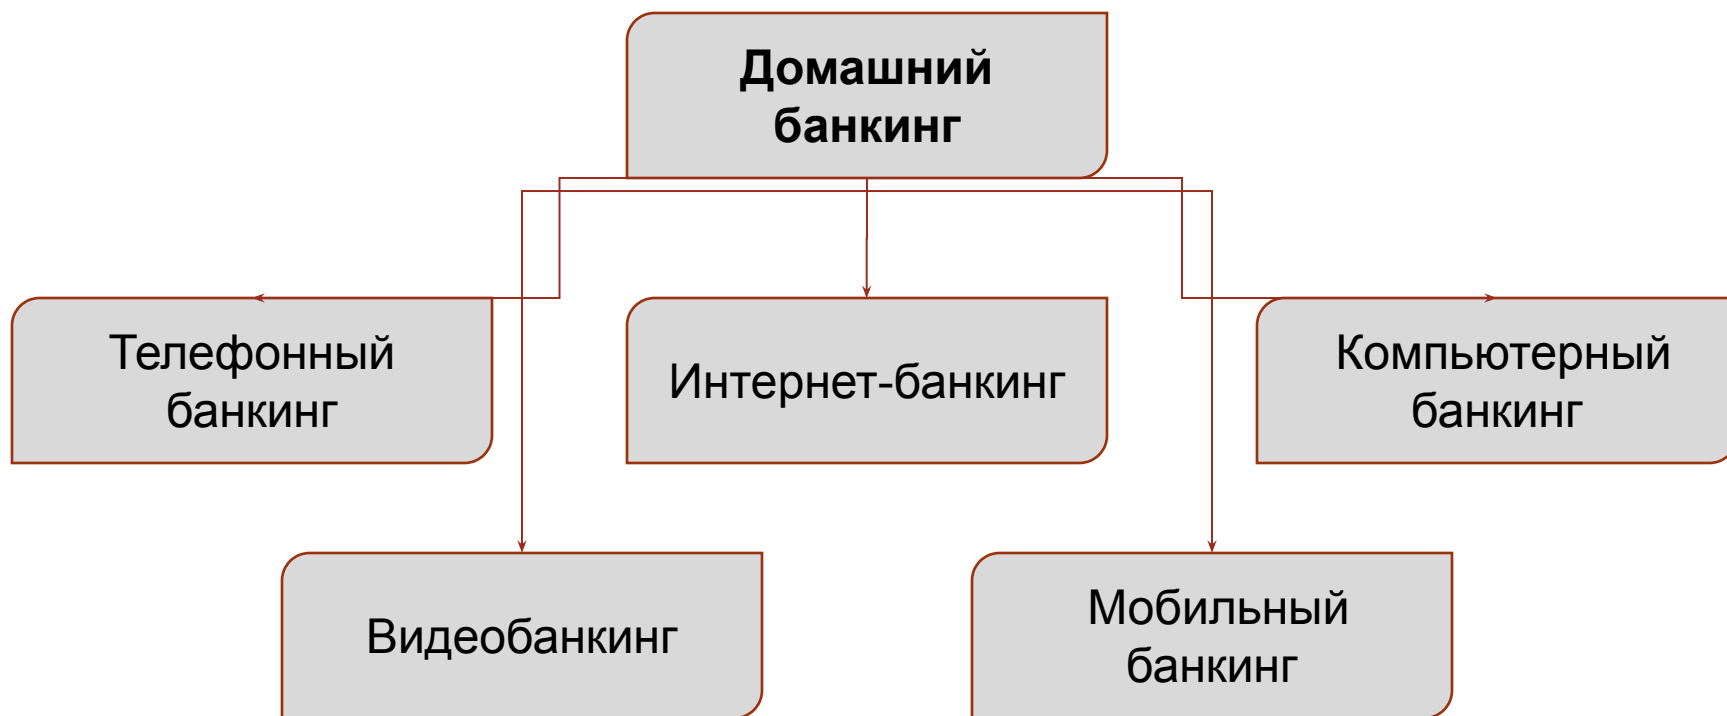 Домашний
банкинг
Телефонный
банкинг
Интернет-банкинг
Компьютерный
банкинг
Видеобанкинг
Мобильный
банкинг